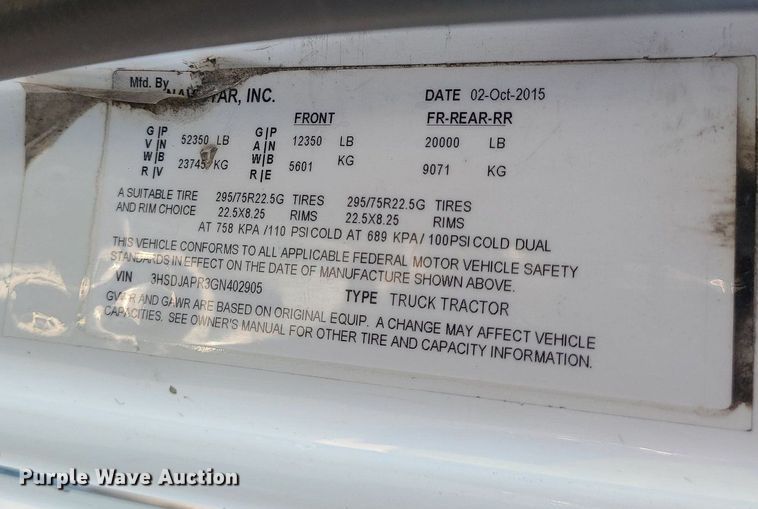 Mfd. By
NAVISTAR, INC. DATE 02-Oct-2015
FRONT FR-REAR-RR
G|P 52350 LB G|P 12350 LB 20000 LB
V|N A|N
W|B 23745 KG W|B 5601 KG 9071 KG
R|V R|E
A SUITABLE TIRE 295/75R22.5G TIRES 295/75R22.5G TIRES
AND RIM CHOICE 22.5X8.25 RIMS 22.5X8.25 RIMS
AT 758 KPA/110 PSI COLD AT 689 KPA/100PSI COLD DUAL
THIS VEHICLE CONFORMS TO ALL APPLICABLE FEDERAL MOTOR VEHICLE SAFETY
STANDARDS IN EFFECT ON THE DATE OF MANUFACTURE SHOWN ABOVE.
VIN 3HSDJAPR3GN402905 TYPE TRUCK TRACTOR
GVWR AND GAWR ARE BASED ON ORIGINAL EQUIP. A CHANGE MAY AFFECT VEHICLE
CAPACITIES. SEE OWNER'S MANUAL FOR OTHER TIRE AND CAPACITY INFORMATION.
Purple Wave Auction